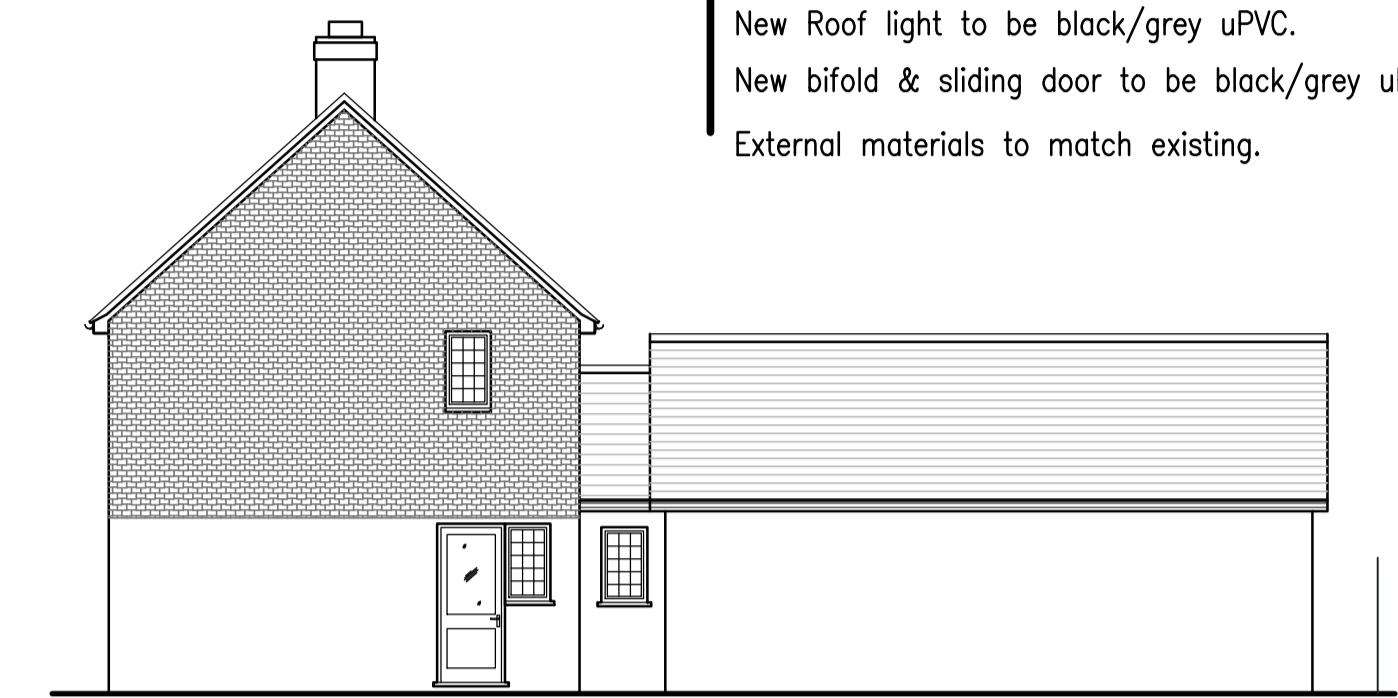 New Roof light to be black/grey uPVC.
New bifold & sliding door to be black/grey
External materials to match existing.